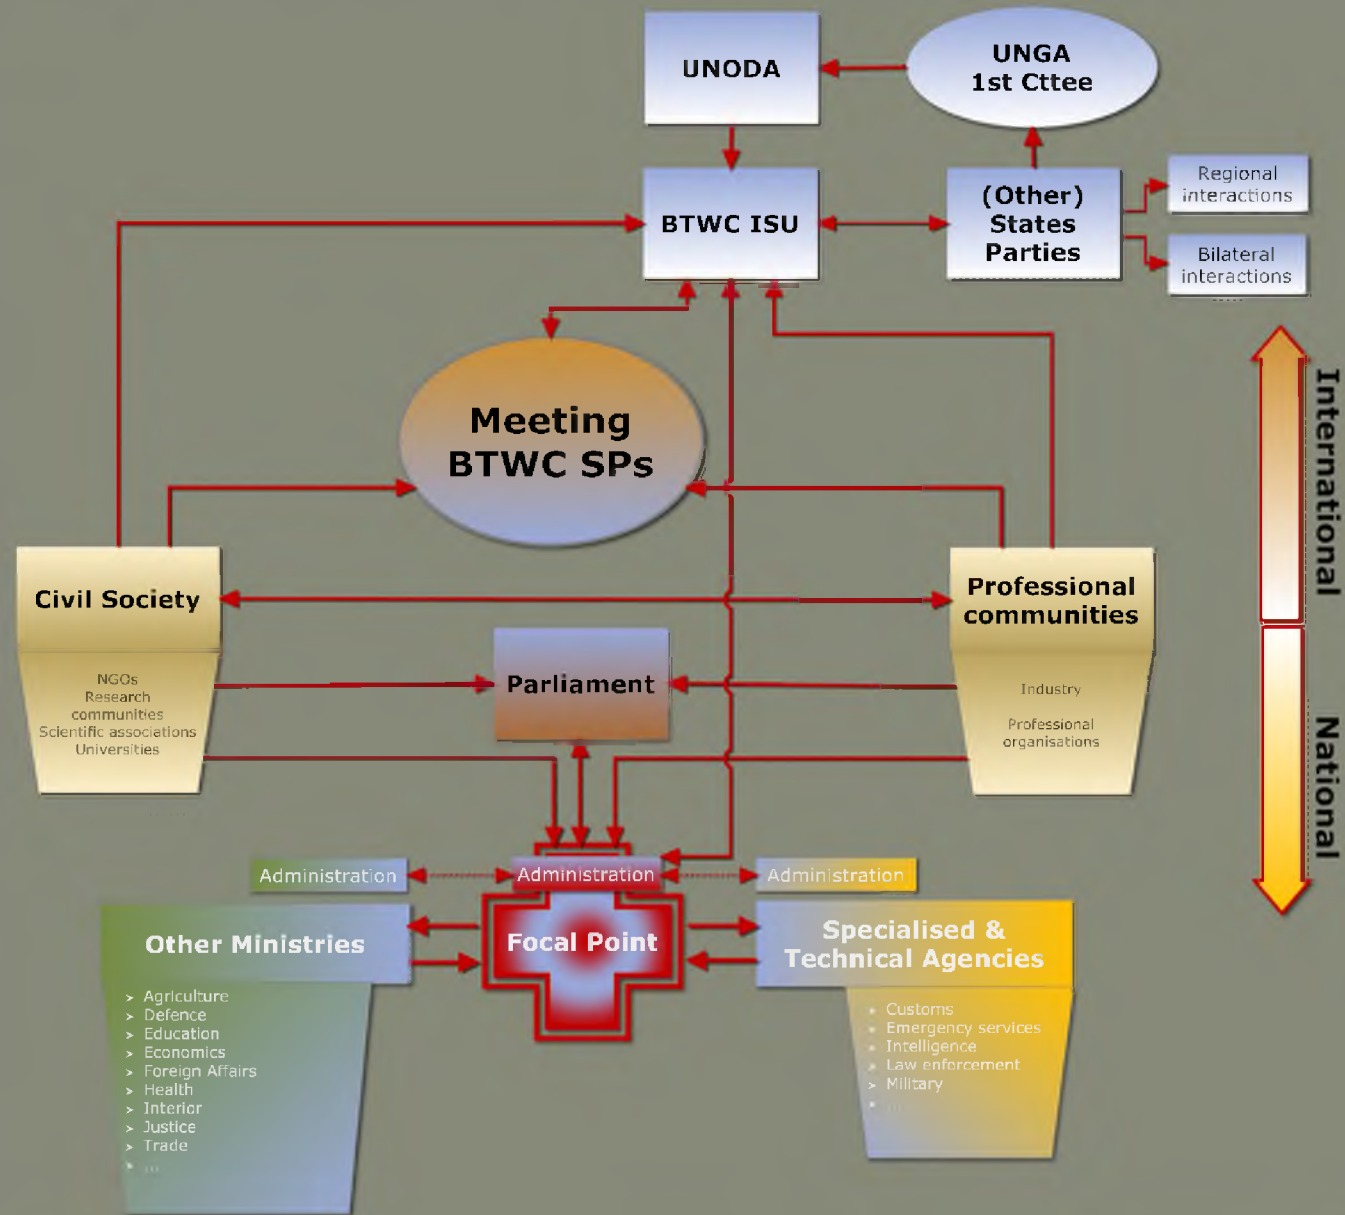 UNODA
UNGA
1st Cttee
BTWC ISU
(Other)
States
Parties
Regional
interactions
Bilateral
interactions
.....
Meeting
BTWC SPs
International
National
Civil Society
NGOs
Research
communities
Scientific associations
Universities
Professional
communities
Industry
Professional
organisations
Parliament
Administration
Administration
Administration
Other Ministries
Focal Point
Specialised &
Technical Agencies
➢ Agriculture
➢ Defence
➢ Education
➢ Economics
➢ Foreign Affairs
➢ Health
➢ Interior
➢ Justice
➢ Trade
➢ ...
➢ Customs
➢ Emergency services
➢ Intelligence
➢ Law enforcement
➢ Military
➢ ...